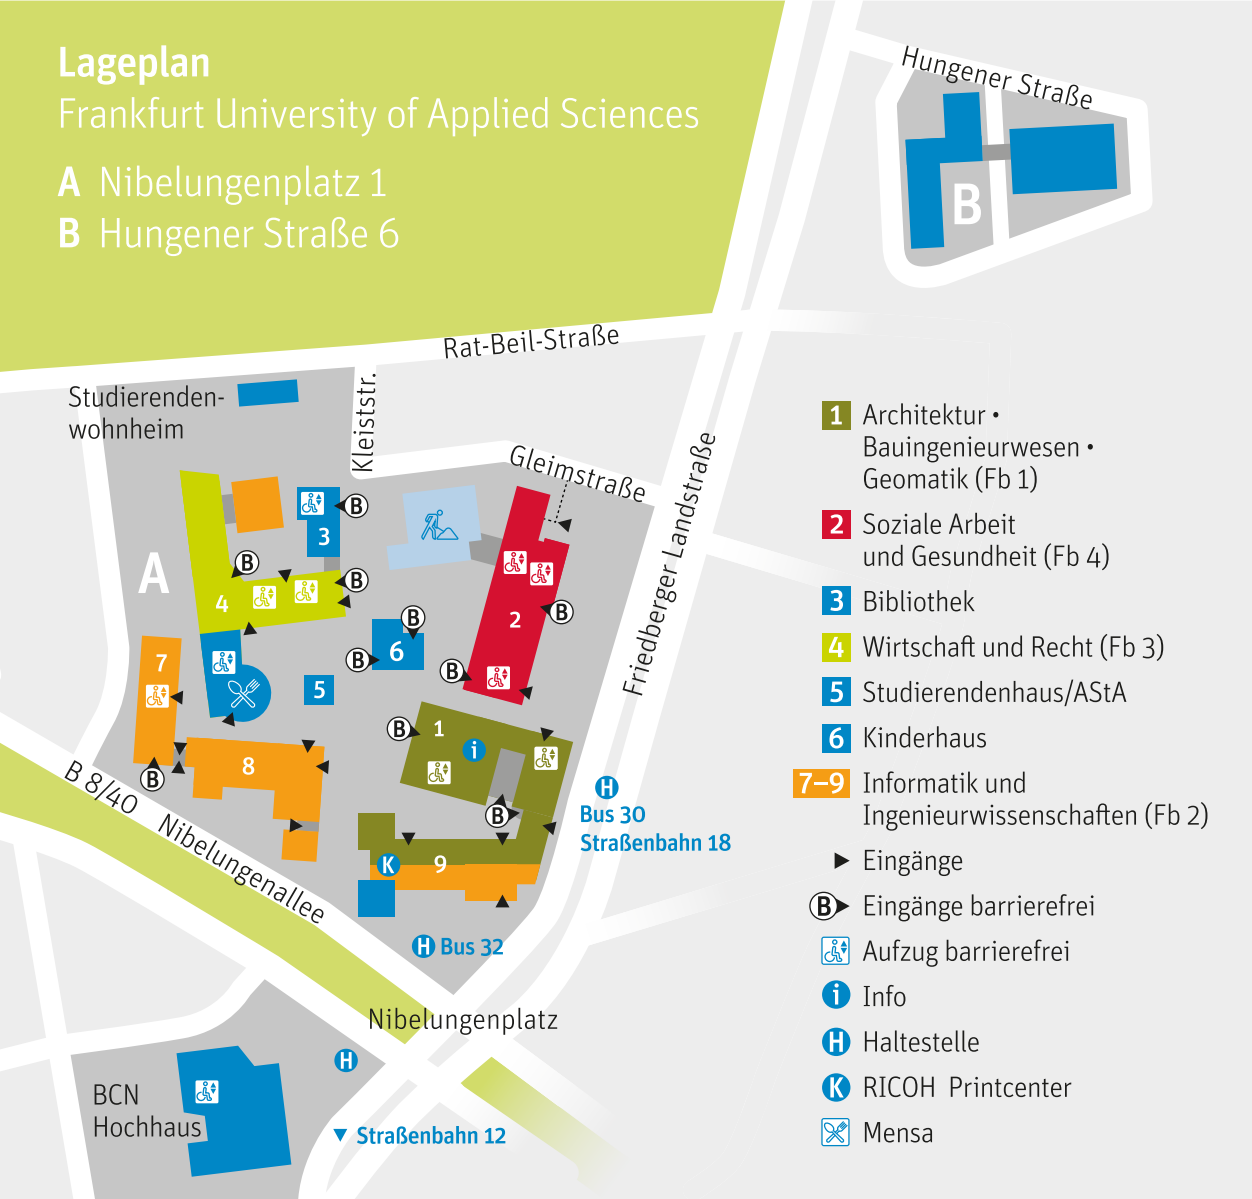 Lageplan
Frankfurt University of Applied Sciences
A Nibelungenplatz 1
B Hungener Straße 6
Hungener Straße
B
Rat-Beil-Straße
Studierenden-
wohnheim
Kleiststr.
Gleimstraße
Friedberger Landstraße
A
B
3
B
4
B
B
2
B
6
B
B
7
5
B
1
i
8
B
B
9
K
H
Bus 30
Straßenbahn 18
B 8/40 Nibelungenallee
H Bus 32
Nibelungenplatz
H
BCN
Hochhaus
Straßenbahn 12
1 Architektur •
Bauingenieurwesen •
Geomatik (Fb 1)
2 Soziale Arbeit
und Gesundheit (Fb 4)
3 Bibliothek
4 Wirtschaft und Recht (Fb 3)
5 Studierendenhaus/AStA
6 Kinderhaus
7–9 Informatik und
Ingenieurwissenschaften (Fb 2)
Eingänge
B Eingänge barrierefrei
Aufzug barrierefrei
i Info
H Haltestelle
K RICOH Printcenter
Mensa